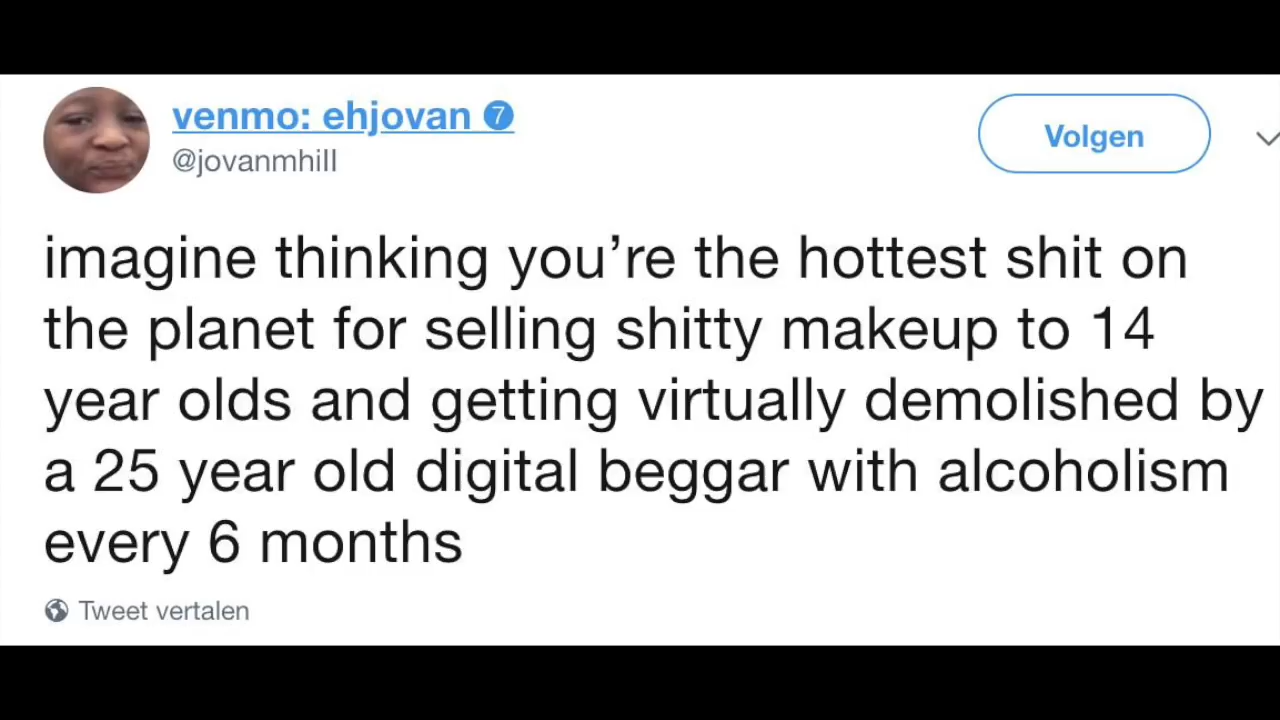 venmo: ehjovan 7
@jovanmhill
Volgen
imagine thinking you’re the hottest shit on
the planet for selling shitty makeup to 14
year olds and getting virtually demolished by
a 25 year old digital beggar with alcoholism
every 6 months
Tweet vertalen